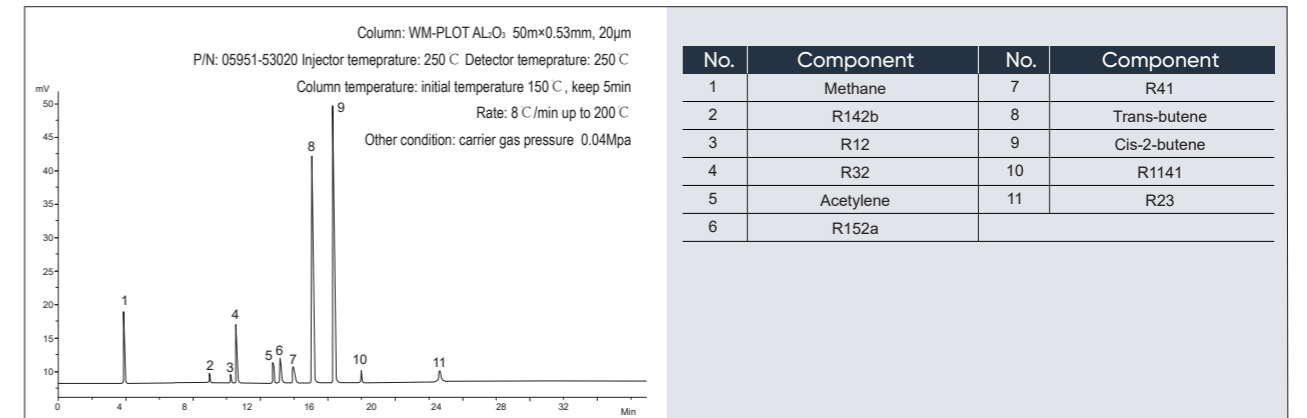 Column: WM-PLOT AL₂O₃ 50m×0.53mm, 20μm
P/N: 05951-53020 Injector temeprature: 250℃ Detector temeprature: 250℃
Column temperature: initial temperature 150℃, keep 5min
Rate: 8℃/min up to 200℃
Other condition: carrier gas pressure 0.04Mpa
mV
50
45
40
35
30
25
20
15
10
1
2
3
4
5
6
7
8
9
10
11
0 4 8 12 16 20 24 28 32 Min
No. Component No. Component
1 Methane 7 R41
2 R142b 8 Trans-butene
3 R12 9 Cis-2-butene
4 R32 10 R1141
5 Acetylene 11 R23
6 R152a